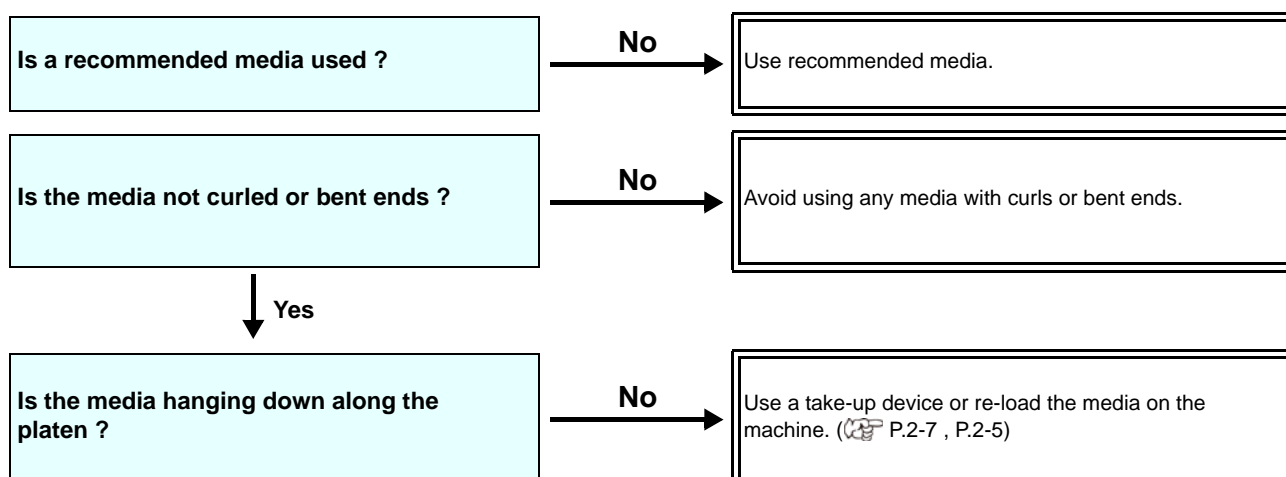 Is a recommended media used ?
No
Use recommended media.
Is the media not curled or bent ends ?
No
Avoid using any media with curls or bent ends.
Yes
Is the media hanging down along the
platen ?
No
Use a take-up device or re-load the media on the
machine. ( P.2-7 , P.2-5)